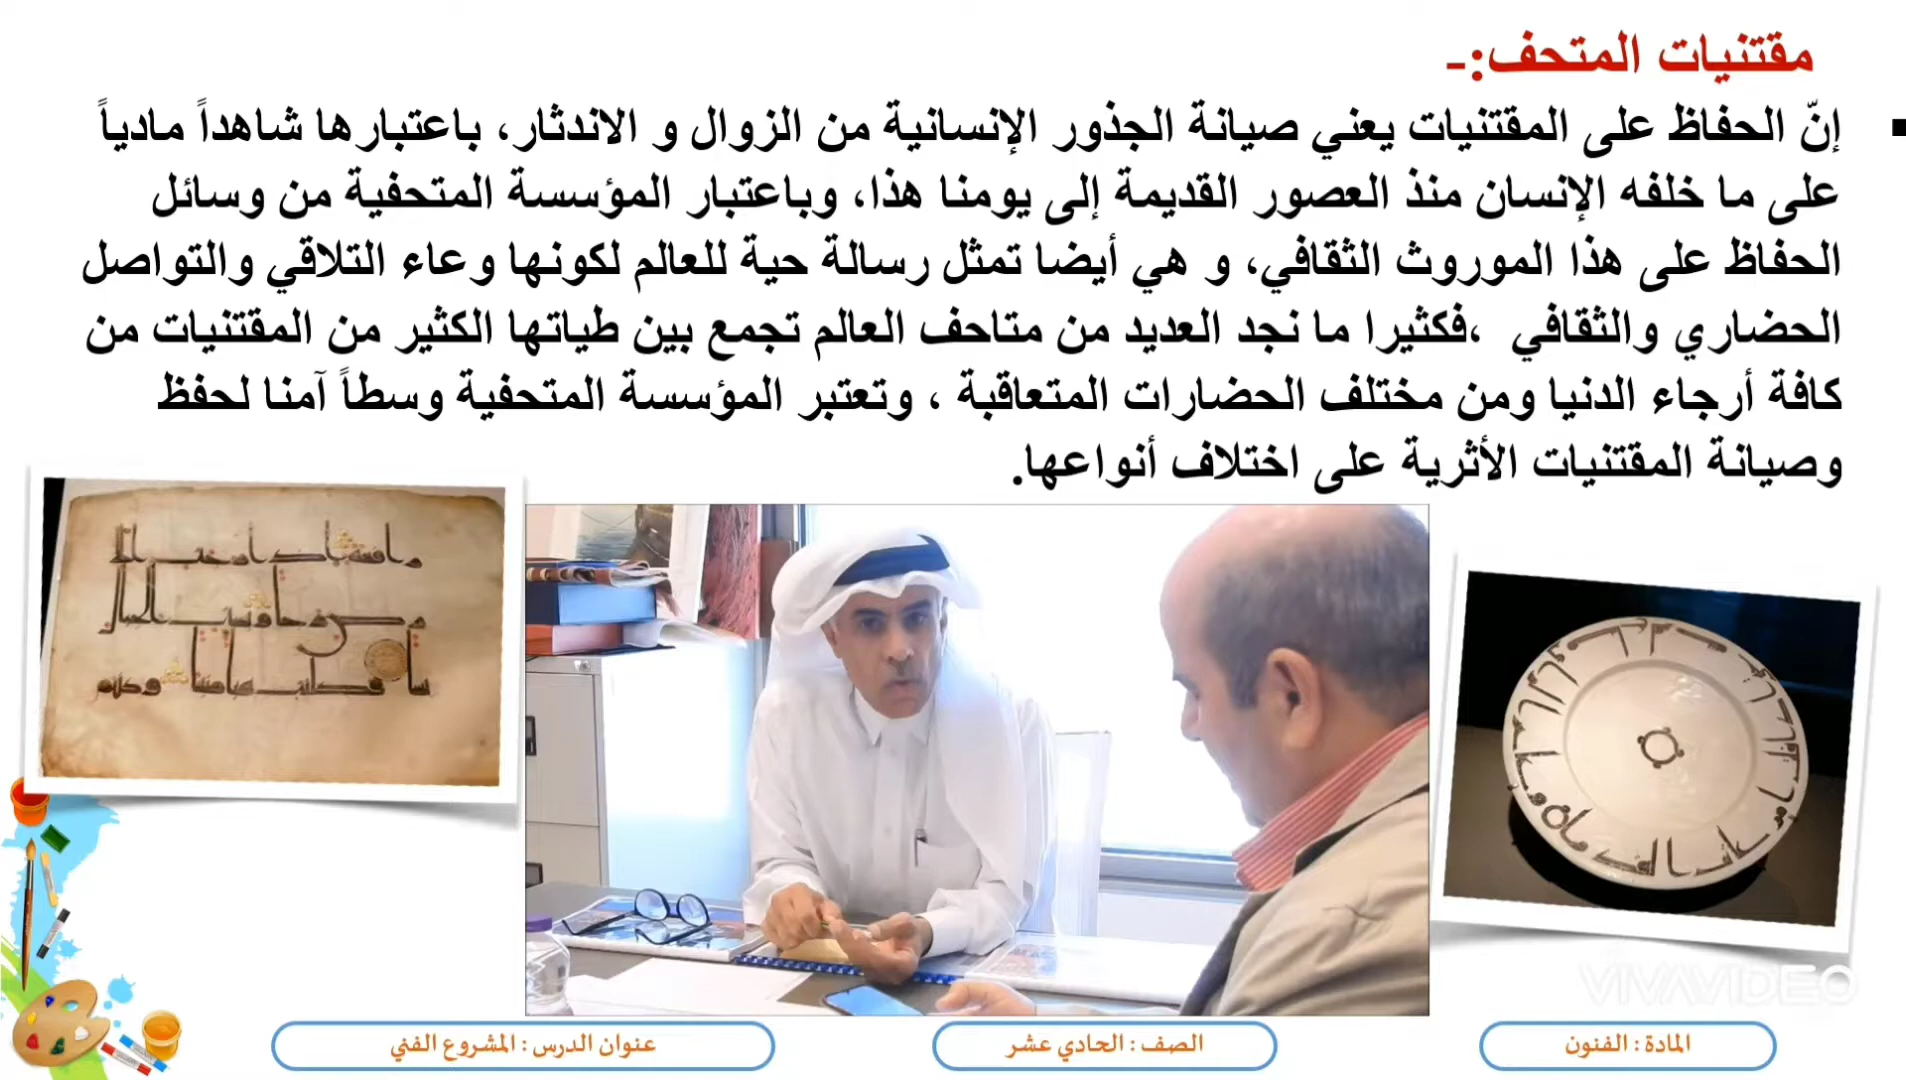 مقتنيات المتحف:-
▪ إنّ الحفاظ على المقتنيات يعني صيانة الجذور الإنسانية من الزوال و الاندثار، باعتبارها شاهداً مادياً
على ما خلفه الإنسان منذ العصور القديمة إلى يومنا هذا، وباعتبار المؤسسة المتحفية من وسائل
الحفاظ على هذا الموروث الثقافي، و هي أيضا تمثل رسالة حية للعالم لكونها وعاء التلاقي والتواصل
الحضاري والثقافي ،فكثيرا ما نجد العديد من متاحف العالم تجمع بين طياتها الكثير من المقتنيات من
كافة أرجاء الدنيا ومن مختلف الحضارات المتعاقبة ، وتعتبر المؤسسة المتحفية وسطاً آمنا لحفظ
وصيانة المقتنيات الأثرية على اختلاف أنواعها.
VIVAVIDEO
المادة : الفنون
الصف : الحادي عشر
عنوان الدرس : المشروع الفني